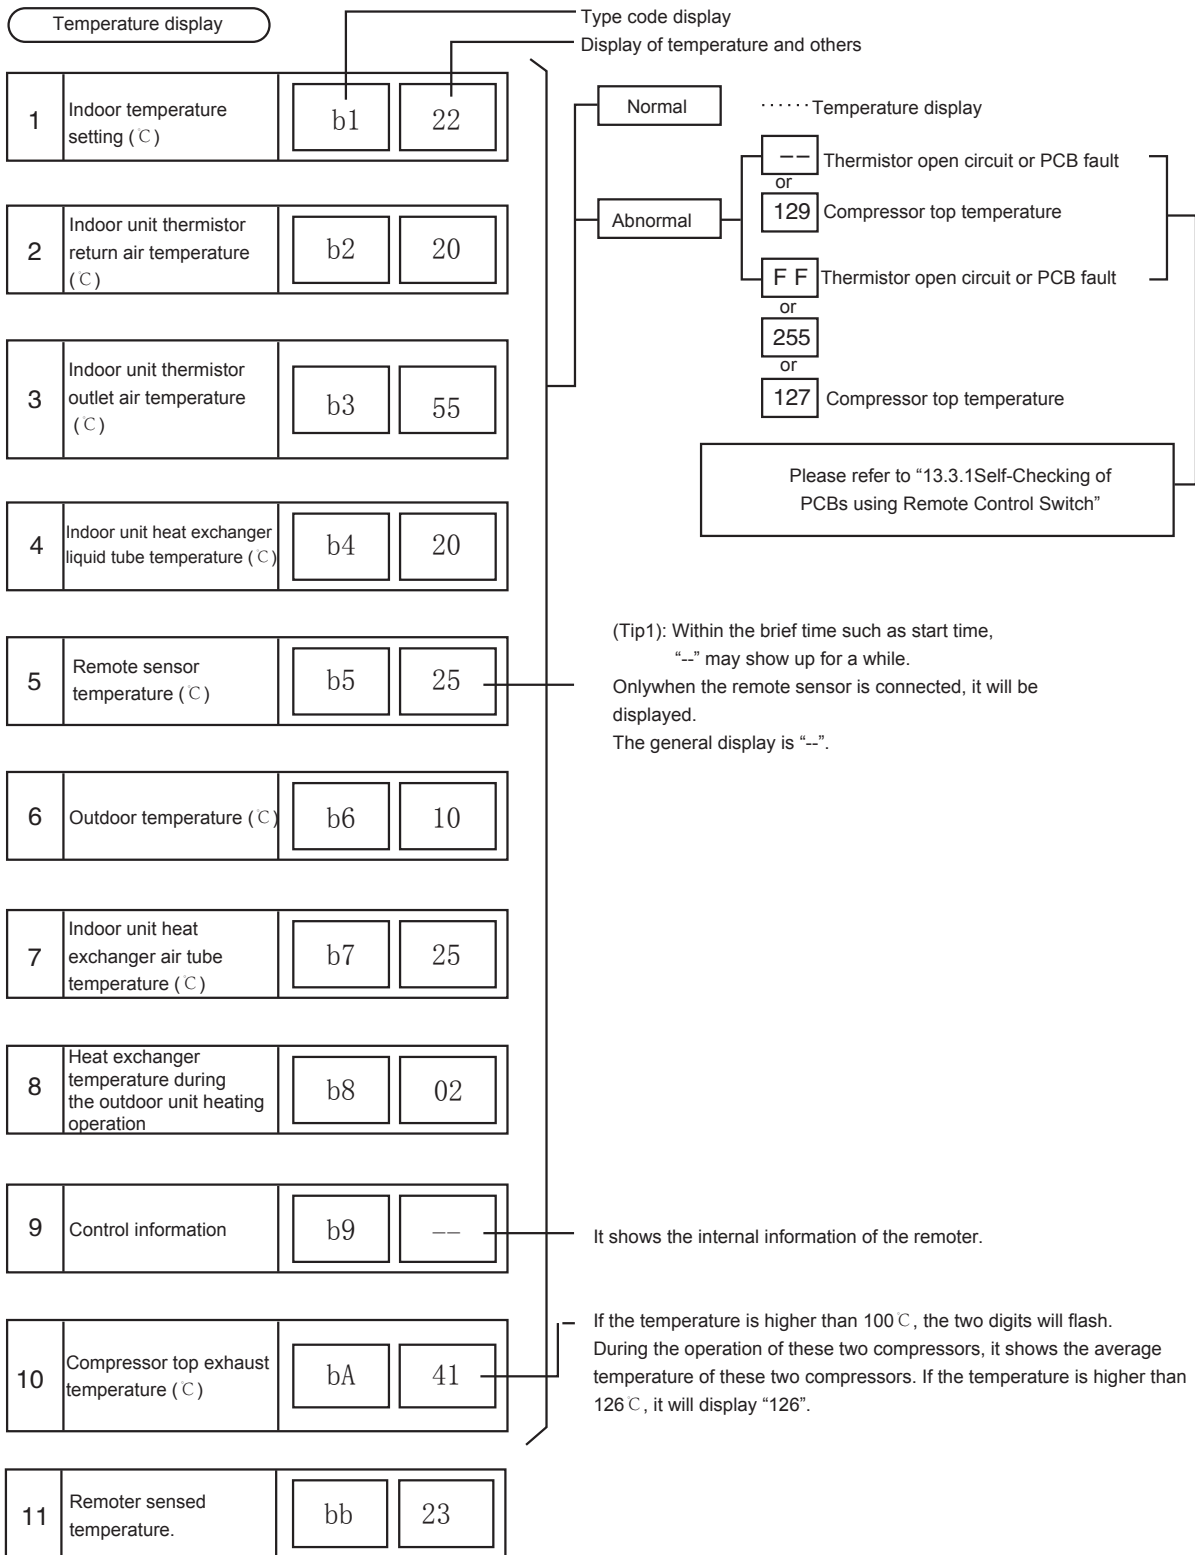 Temperature display
Type code display
Display of temperature and others
1
Indoor temperature
setting (℃)
b1
22
Normal
······Temperature display
-- Thermistor open circuit or PCB fault
or
129 Compressor top temperature
Abnormal
F F Thermistor open circuit or PCB fault
or
255
or
127 Compressor top temperature
Please refer to “13.3.1Self-Checking of
PCBs using Remote Control Switch”
2
Indoor unit thermistor
return air temperature
(℃)
b2
20
3
Indoor unit thermistor
outlet air temperature
(℃)
b3
55
4
Indoor unit heat exchanger
liquid tube temperature (℃)
b4
20
5
Remote sensor
temperature (℃)
b5
25
(Tip1): Within the brief time such as start time,
“--” may show up for a while.
Onlywhen the remote sensor is connected, it will be
displayed.
The general display is “--”.
6
Outdoor temperature (℃)
b6
10
7
Indoor unit heat
exchanger air tube
temperature (℃)
b7
25
8
Heat exchanger
temperature during
the outdoor unit heating
operation
b8
02
9
Control information
b9
--
It shows the internal information of the remoter.
10
Compressor top exhaust
temperature (℃)
bA
41
If the temperature is higher than 100℃, the two digits will flash.
During the operation of these two compressors, it shows the average
temperature of these two compressors. If the temperature is higher than
126℃, it will display “126”.
11
Remoter sensed
temperature.
bb
23